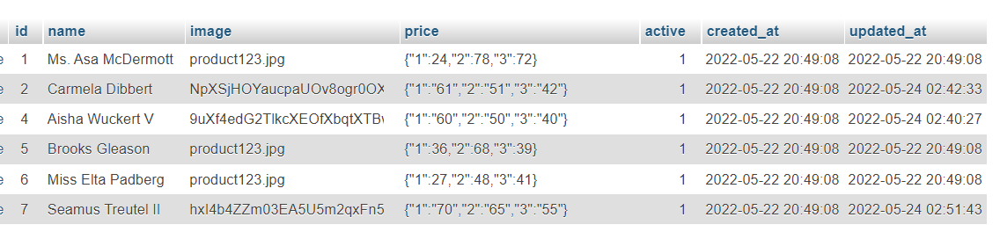 id name image price active created_at updated_at
e 1 Ms. Asa McDermott product123.jpg {"1":24,"2":78,"3":72} 1 2022-05-22 20:49:08 2022-05-22 20:49:08
e 2 Carmela Dibbert {"1":"61","2":"51","3":"42"} 1 2022-05-22 20:49:08 2022-05-24 02:42:33
e 4 Aisha Wuckert V {"1":"60","2":"50","3":"40"} 1 2022-05-22 20:49:08 2022-05-24 02:40:27
e 5 Brooks Gleason product123.jpg {"1":36,"2":68,"3":39} 1 2022-05-22 20:49:08 2022-05-22 20:49:08
e 6 Miss Elta Padberg product123.jpg {"1":27,"2":48,"3":41} 1 2022-05-22 20:49:08 2022-05-22 20:49:08
e 7 Seamus Treutel II {"1":"70","2":"65","3":"55"} 1 2022-05-22 20:49:08 2022-05-24 02:51:43